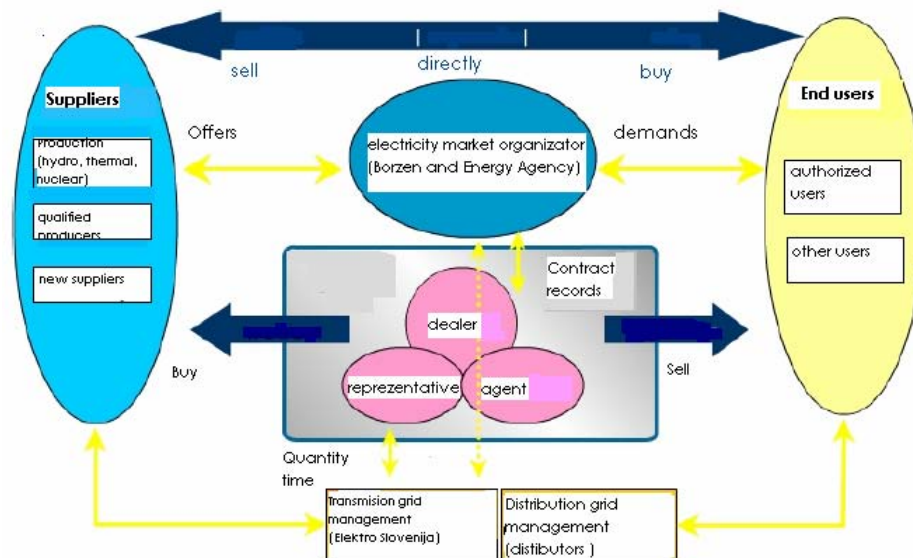 sell
directly
buy
Suppliers
End users
Offers
demands
Production
(hydro, thermal,
nuclear)
electricity market organizator
(Borzen and Energy Agency)
authorized
users
qualified
producers
other users
new suppliers
Contract
records
dealer
Buy
Sell
reprezentative
agent
Quantity
time
Transmision grid
management
(Elektro Slovenija)
Distribution grid
management
(distibutors )